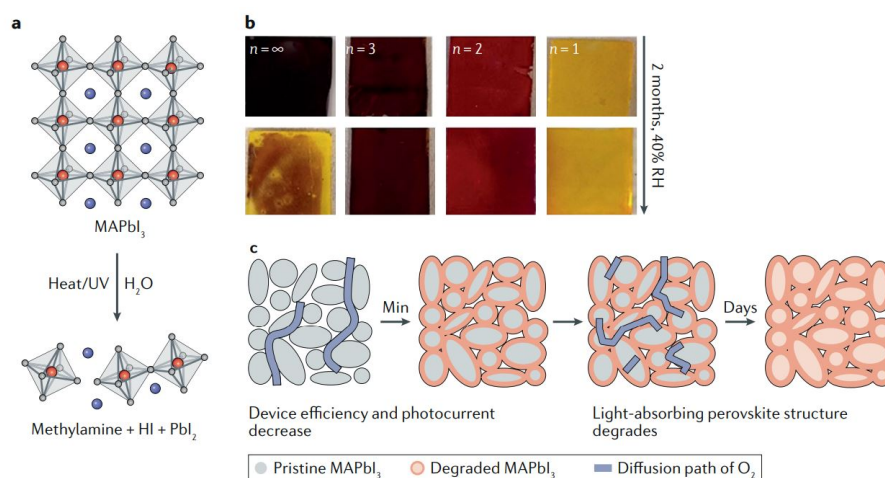 a
MAPbI₃
Heat/UV H₂O
Methylamine + HI + PbI₂
b
n = ∞ n = 3 n = 2 n = 1
2 months, 40% RH
c
Min Days
Device efficiency and photocurrent
decrease
Light-absorbing perovskite structure
degrades
Pristine MAPbI₃ Degraded MAPbI₃ Diffusion path of O₂